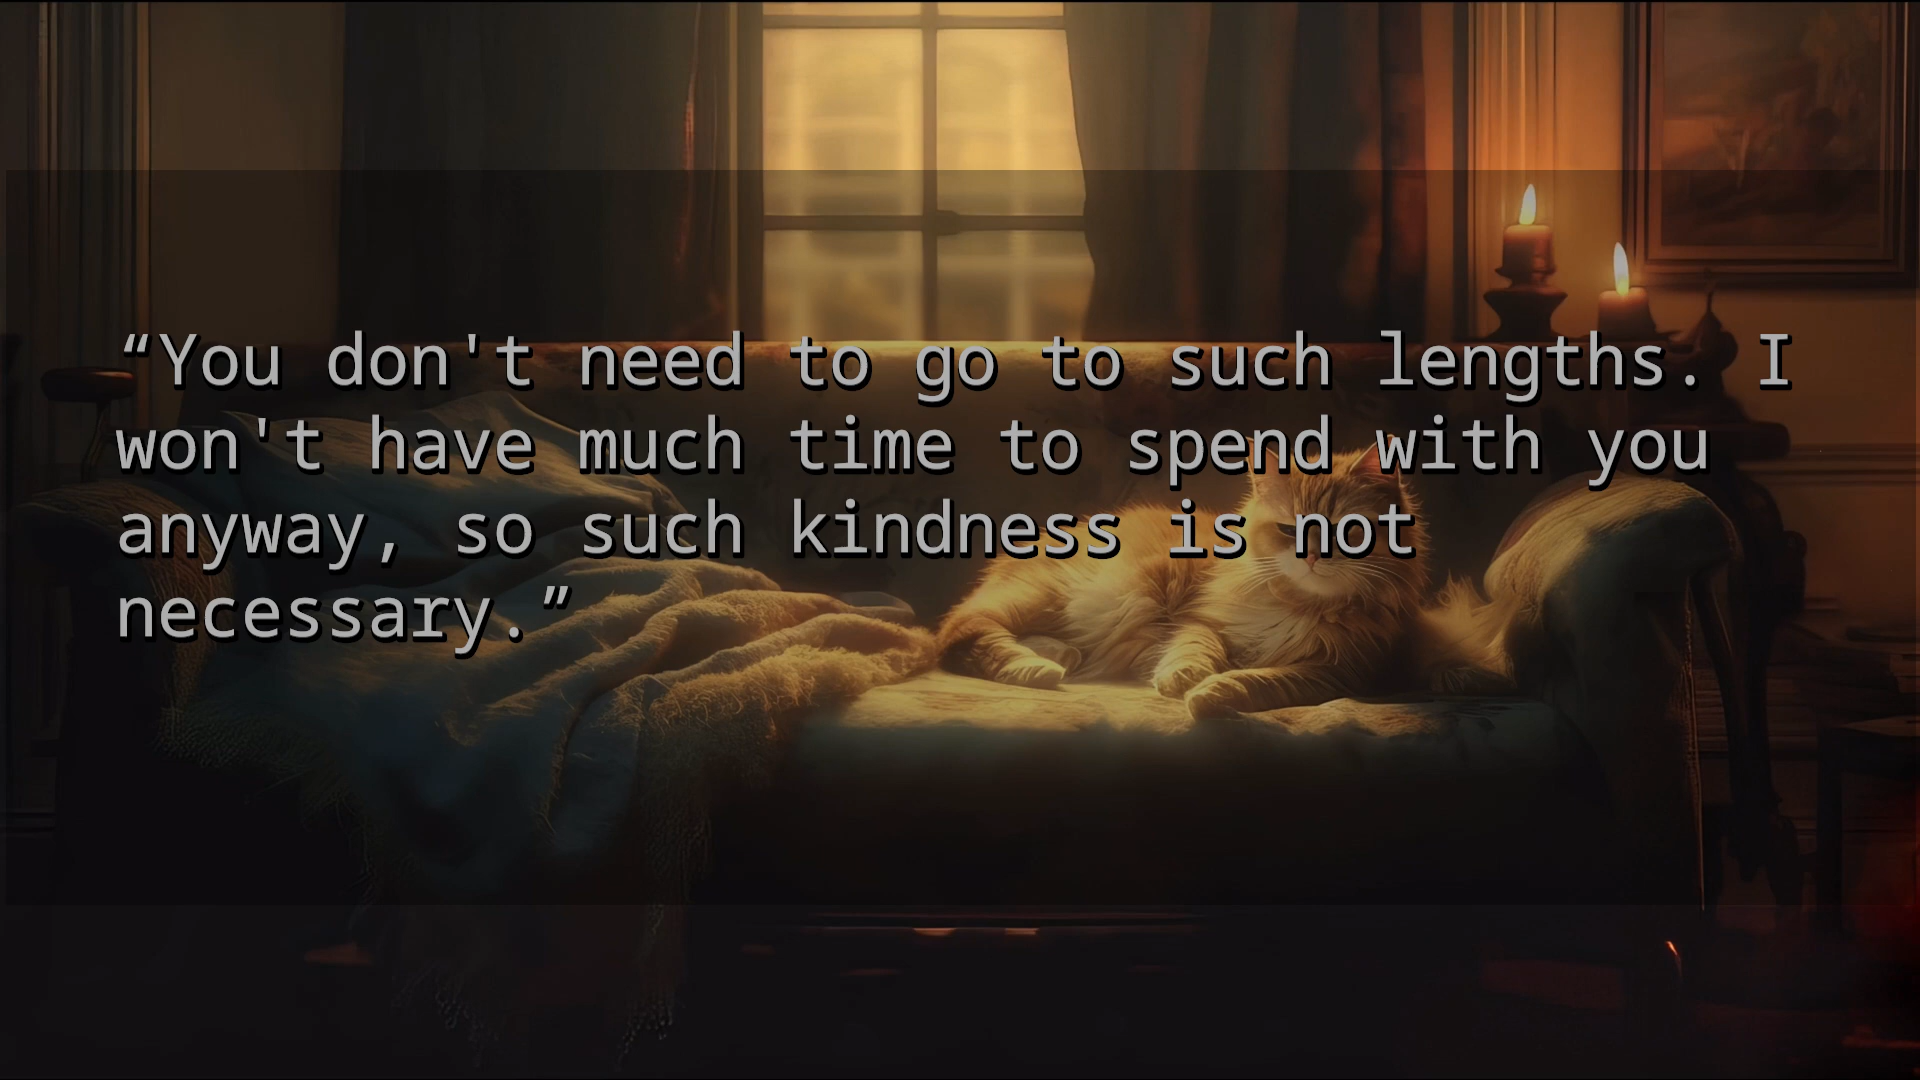 “You don't need to go to such lengths. I
won't have much time to spend with you
anyway, so such kindness is not
necessary.”